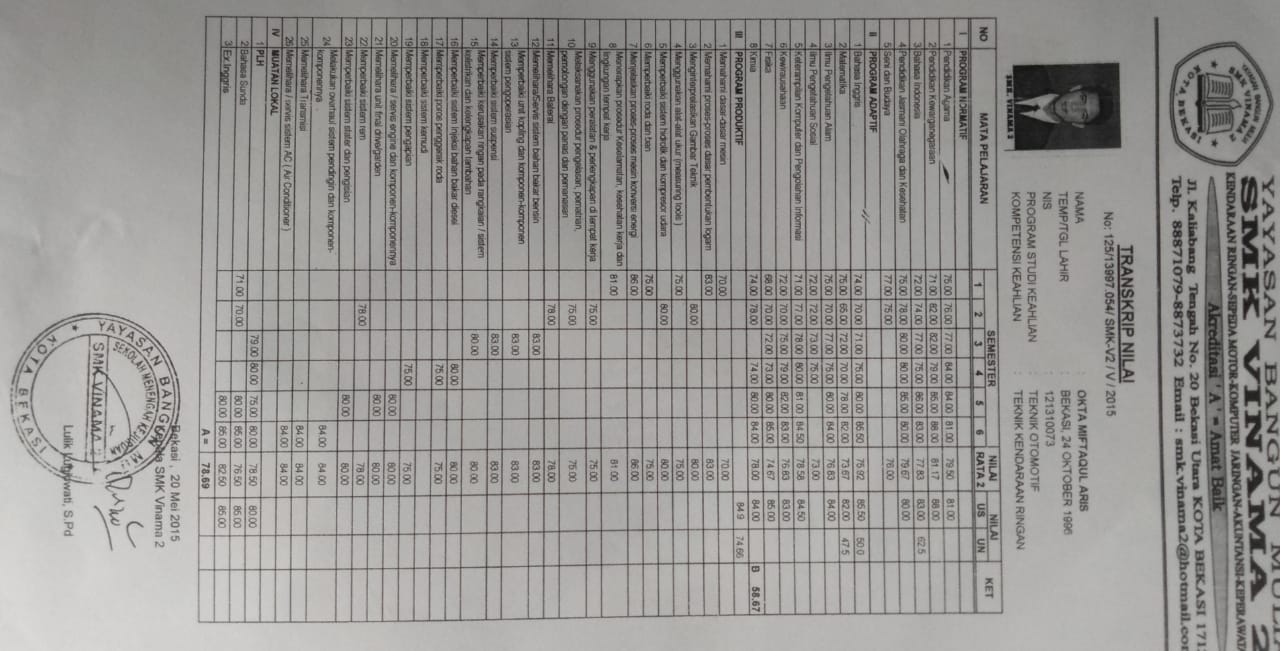 YAYASAN BANGUN MULIA
SMK VINAMA 2
KENDARAAN RINGAN-SEPEDA MOTOR-KOMPUTER JARINGAN-AKUNTANSI-KEPERAWATA
Akreditasi ' A ' = Amat Baik
Jl. Kaliabang Tengah No. 20 Bekasi Utara KOTA BEKASI 171
Telp. 88871079-8873732 Email : smk.vinama2@hotmail.com
SMK VINAMA 2
KOTA BEKASI
TRANSKRIP NILAI
No: 125/13997.054/ SMK-V2 / V / 2015
NAMA : OKTA MIFTAQUL ARIS
TEMP/TGL LAHIR : BEKASI, 24 OKTOBER 1996
NIS : 121310073
PROGRAM STUDI KEAHLIAN : TEKNIK OTOMOTIF
KOMPETENSI KEAHLIAN : TEKNIK KENDARAAN RINGAN
SMK. VINAMA 2
NO MATA PELAJARAN SEMESTER NILAI RATA 2 NILAI KET
1 2 3 4 5 6 US UN
I PROGRAM NORMATIF
1 Pendidikan Agama 75.00 76.00 77.00 84.00 84.00 81.00 79.50 81.00
2 Pendidikan Kewarganegaraan 71.00 82.00 82.00 79.00 85.00 88.00 81.17 88.00
3 Bahasa Indonesia 72.00 74.00 77.00 75.00 86.00 83.00 77.83 83.00 62.5
4 Pendidikan Jasmani Olahraga dan Kesehatan 75.00 78.00 80.00 80.00 85.00 80.00 79.67 80.00
5 Seni dan Budaya 77.00 75.00 76.00
II PROGRAM ADAPTIF
1 Bahasa Inggris 74.00 70.00 71.00 75.00 80.00 85.50 75.92 85.50 50.0
2 Matematika 75.00 65.00 72.00 70.00 78.00 82.00 73.67 82.00 47.5
3 Ilmu Pengetahuan Alam 75.00 70.00 77.00 75.00 80.00 84.00 76.83 84.00
4 Ilmu Pengetahuan Sosial 72.00 72.00 73.00 75.00 73.00
5 Keterampilan Komputer dan Pengolahan Informasi 71.00 77.00 78.00 80.00 81.00 84.50 78.58 84.50
6 Kewirausahaan 72.00 70.00 75.00 79.00 82.00 83.00 76.83 83.00
7 Fisika 68.00 70.00 72.00 73.00 80.00 85.00 74.67 85.00
8 Kimia 74.00 78.00 74.00 80.00 84.00 78.00 84.00 B 58.67
III PROGRAM PRODUKTIF 84.9 74.66
1 Memahami dasar-dasar mesin 70.00 70.00
2 Memahami proses-proses dasar pembentukan logam 83.00 83.00
3 Menginterprestasikan Gambar Teknik 80.00 80.00
4 Menggunakan alat-alat ukur (measuring tools ) 75.00 75.00
5 Memperbaiki sistem hidrolik dan kompresor udara 80.00 80.00
6 Memperbaiki roda dan ban 75.00 75.00
7 Menjelaskan proses-proses mesin konversi energi 86.00 86.00
8 Menerapkan prosedur Keselamatan, kesehatan kerja dan lingkungan tempat kerja 81.00 81.00
9 Menggunakan peralatan & perlengkapan di tempat kerja 75.00 75.00
10 Melaksanakan prosedur pengelasan, pematrian, pemotongan dengan panas dan pemanasan 75.00 75.00
11 Memelihara Baterai 78.00 78.00
12 Memelihara/Servis sistem bahan bakar bensin 83.00 83.00
13 Memperbaiki unit kopling dan komponen-komponen sistem pengoperasian 83.00 83.00
14 Memperbaiki sistem suspensi 83.00 83.00
15 Memperbaiki kerusakan ringan pada rangkaian / sistem kelistrikan dan kelengkapan tambahan 80.00 80.00
16 Memperbaiki sistem Injeksi bahan bakar diesel 80.00 80.00
17 Memperbaiki poros penggerak roda 75.00 75.00
18 Memperbaiki sistem kemudi
19 Memperbaiki sistem pengapian 75.00 75.00
20 Memelihara / servis engine dan komponen-komponennya 80.00 80.00
21 Memelihara unit final drive/garden 80.00 80.00
22 Memperbaiki sistem rem 78.00 78.00
23 Memperbaiki sistem stater dan pengisian 80.00 80.00
24 Melakukan overhaul sistem pendingin dan komponen-komponennya 84.00 84.00
25 Memelihara Transmisi 84.00 84.00
26 Memelihara / servis sistem AC ( Air Conditioner ) 84.00 84.00
IV MUATAN LOKAL
1 PLH 79.00 80.00 75.00 80.00 78.50 80.00
2 Bahasa Sunda 71.00 70.00 80.00 85.00 76.50 85.00
3 Ex.Inggris 80.00 85.00 82.50 85.00
A = 78.69
Bekasi , 20 Mei 2015
Kepala SMK Vinama 2
YAYASAN BANGUN
SEKOLAH MENENGAH KEJURUAN
SMK VINAMA 2
KOTA BEKASI